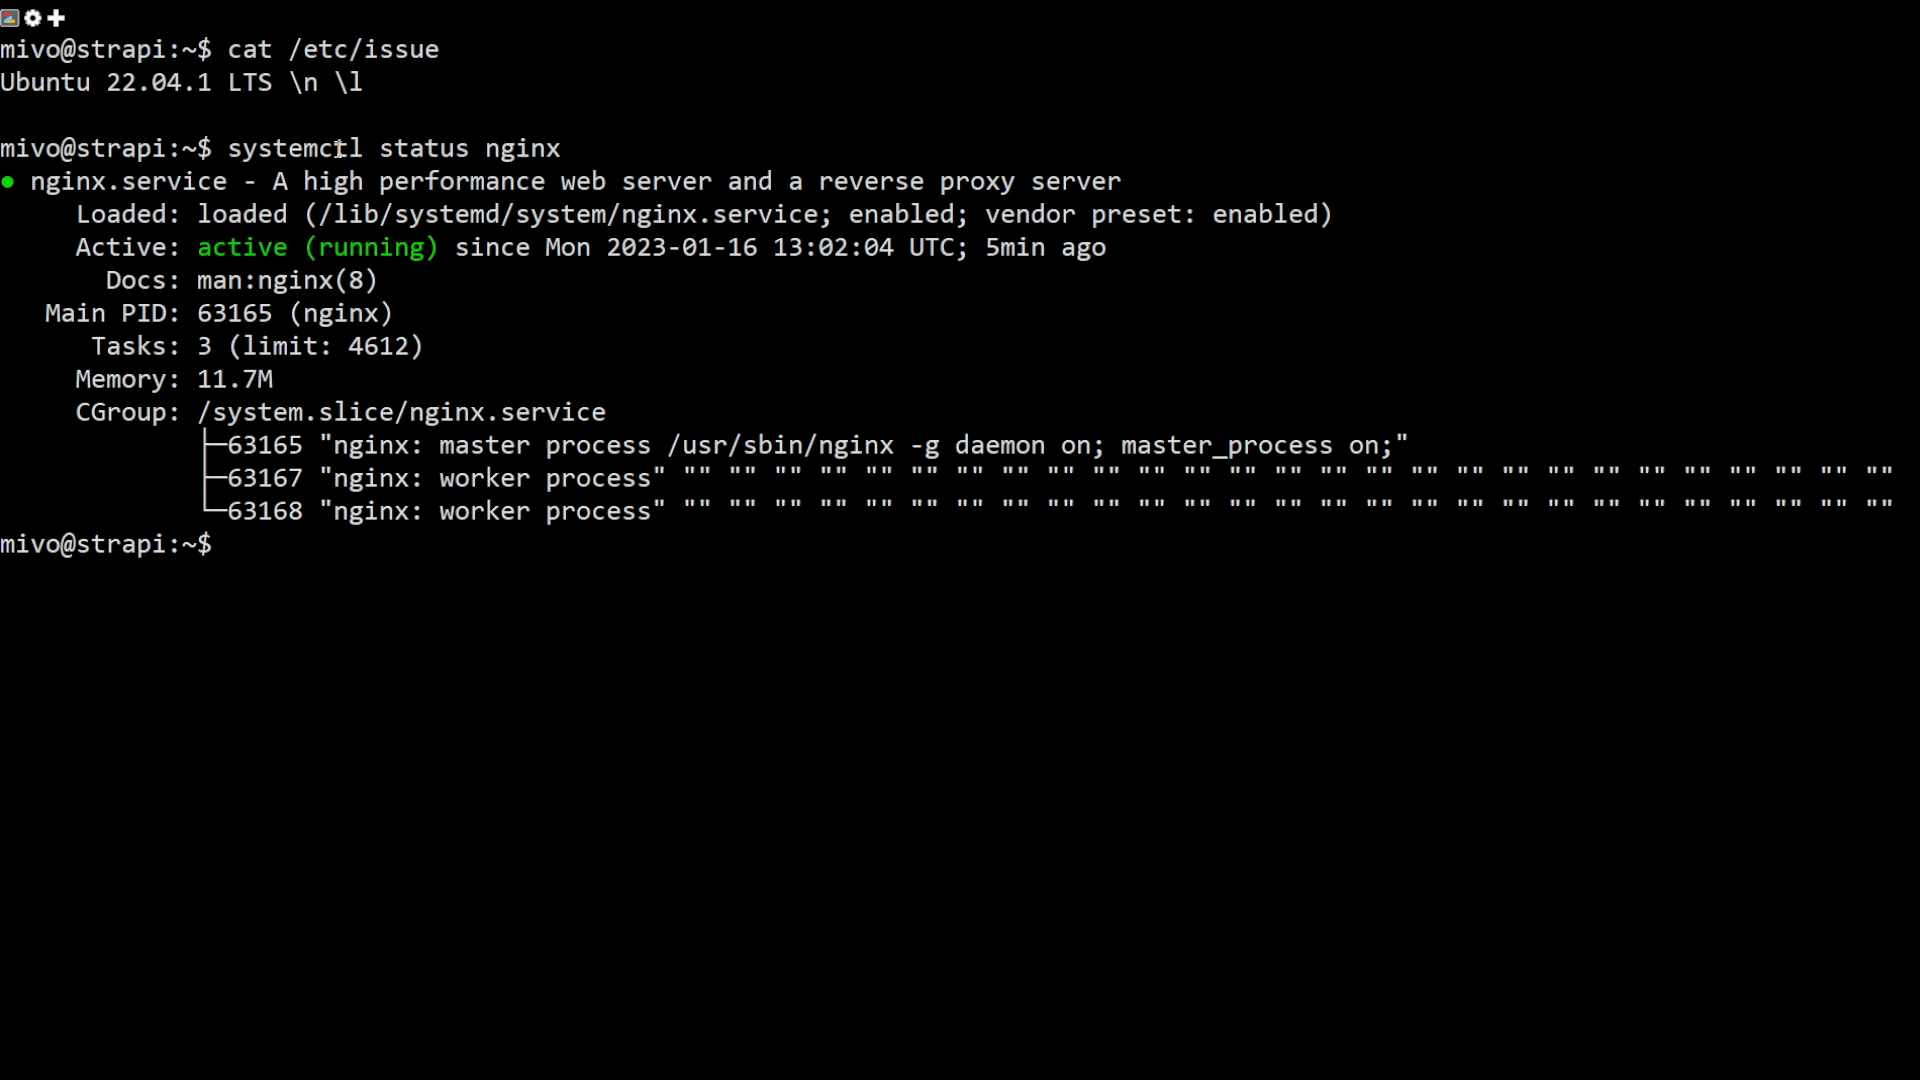 mivo@strapi:~$ cat /etc/issue
Ubuntu 22.04.1 LTS \n \l
mivo@strapi:~$ systemctl status nginx
● nginx.service - A high performance web server and a reverse proxy server
     Loaded: loaded (/lib/systemd/system/nginx.service; enabled; vendor preset: enabled)
     Active: active (running) since Mon 2023-01-16 13:02:04 UTC; 5min ago
       Docs: man:nginx(8)
   Main PID: 63165 (nginx)
      Tasks: 3 (limit: 4612)
     Memory: 11.7M
     CGroup: /system.slice/nginx.service
             ├─63165 "nginx: master process /usr/sbin/nginx -g daemon on; master_process on;"
             ├─63167 "nginx: worker process" "" "" "" "" "" "" "" "" "" "" "" "" "" "" "" "" "" "" "" "" "" "" "" "" "" "" ""
             └─63168 "nginx: worker process" "" "" "" "" "" "" "" "" "" "" "" "" "" "" "" "" "" "" "" "" "" "" "" "" "" "" ""
mivo@strapi:~$